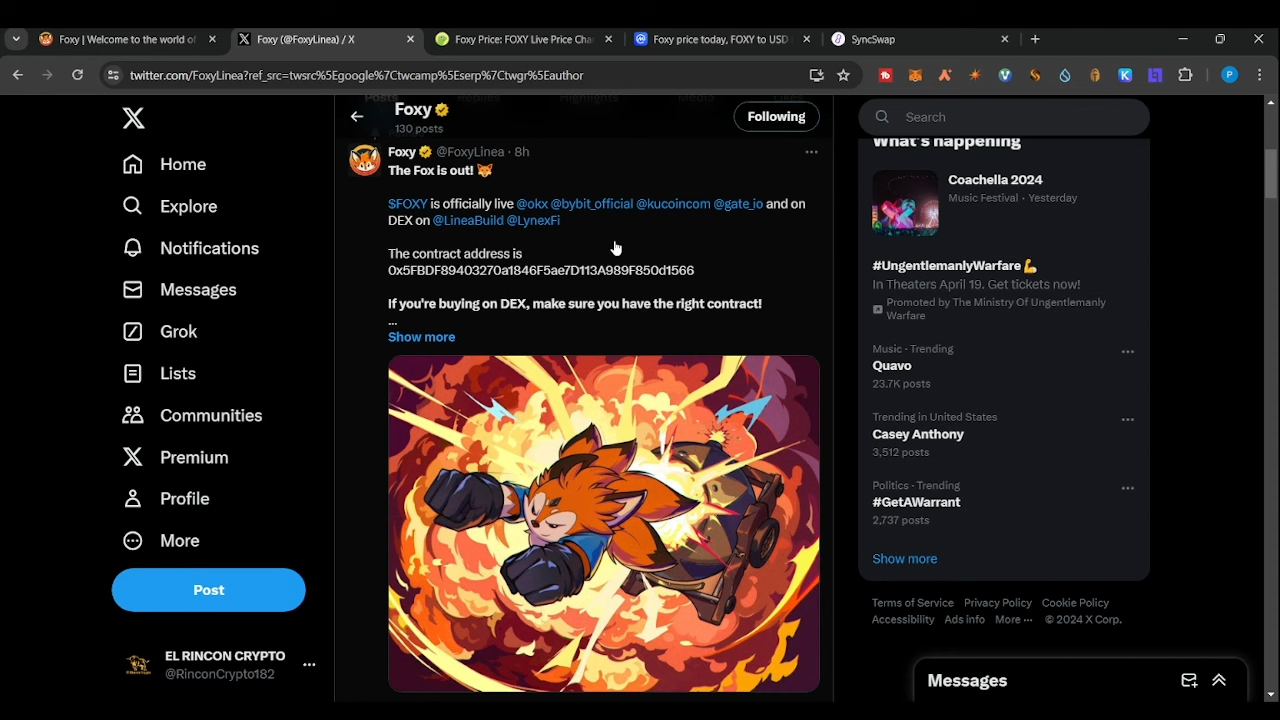 Foxy | Welcome to the world of
Foxy (@FoxyLinea) / X
Foxy Price: FOXY Live Price Cha
Foxy price today, FOXY to USD
SyncSwap
twitter.com/FoxyLinea?ref_src=twsrc%5Egoogle%7Ctwcamp%5Eserp%7Ctwgr%5Eauthor
Posts Replies Highlights Media Likes
Foxy
130 posts
Following
Search
Home
Explore
Notifications
Messages
Grok
Lists
Communities
Premium
Profile
More
Post
EL RINCON CRYPTO
@RinconCrypto182
Foxy @FoxyLinea · 8h
The Fox is out! 🦊
$FOXY is officially live @okx @bybit_official @kucoincom @gate_io and on
DEX on @LineaBuild @LynexFi
The contract address is
0x5FBDF89403270a1846F5ae7D113A989F850d1566
If you're buying on DEX, make sure you have the right contract!
...
Show more
What's happening
Coachella 2024
Music Festival · Yesterday
#UngentlemanlyWarfare 💪
In Theaters April 19. Get tickets now!
Promoted by The Ministry Of Ungentlemany
Warfare
Music · Trending
Quavo
23.7K posts
Trending in United States
Casey Anthony
3,512 posts
Politics · Trending
#GetAWarrant
2,737 posts
Show more
Terms of Service Privacy Policy Cookie Policy
Accessibility Ads info More ··· © 2024 X Corp.
Messages